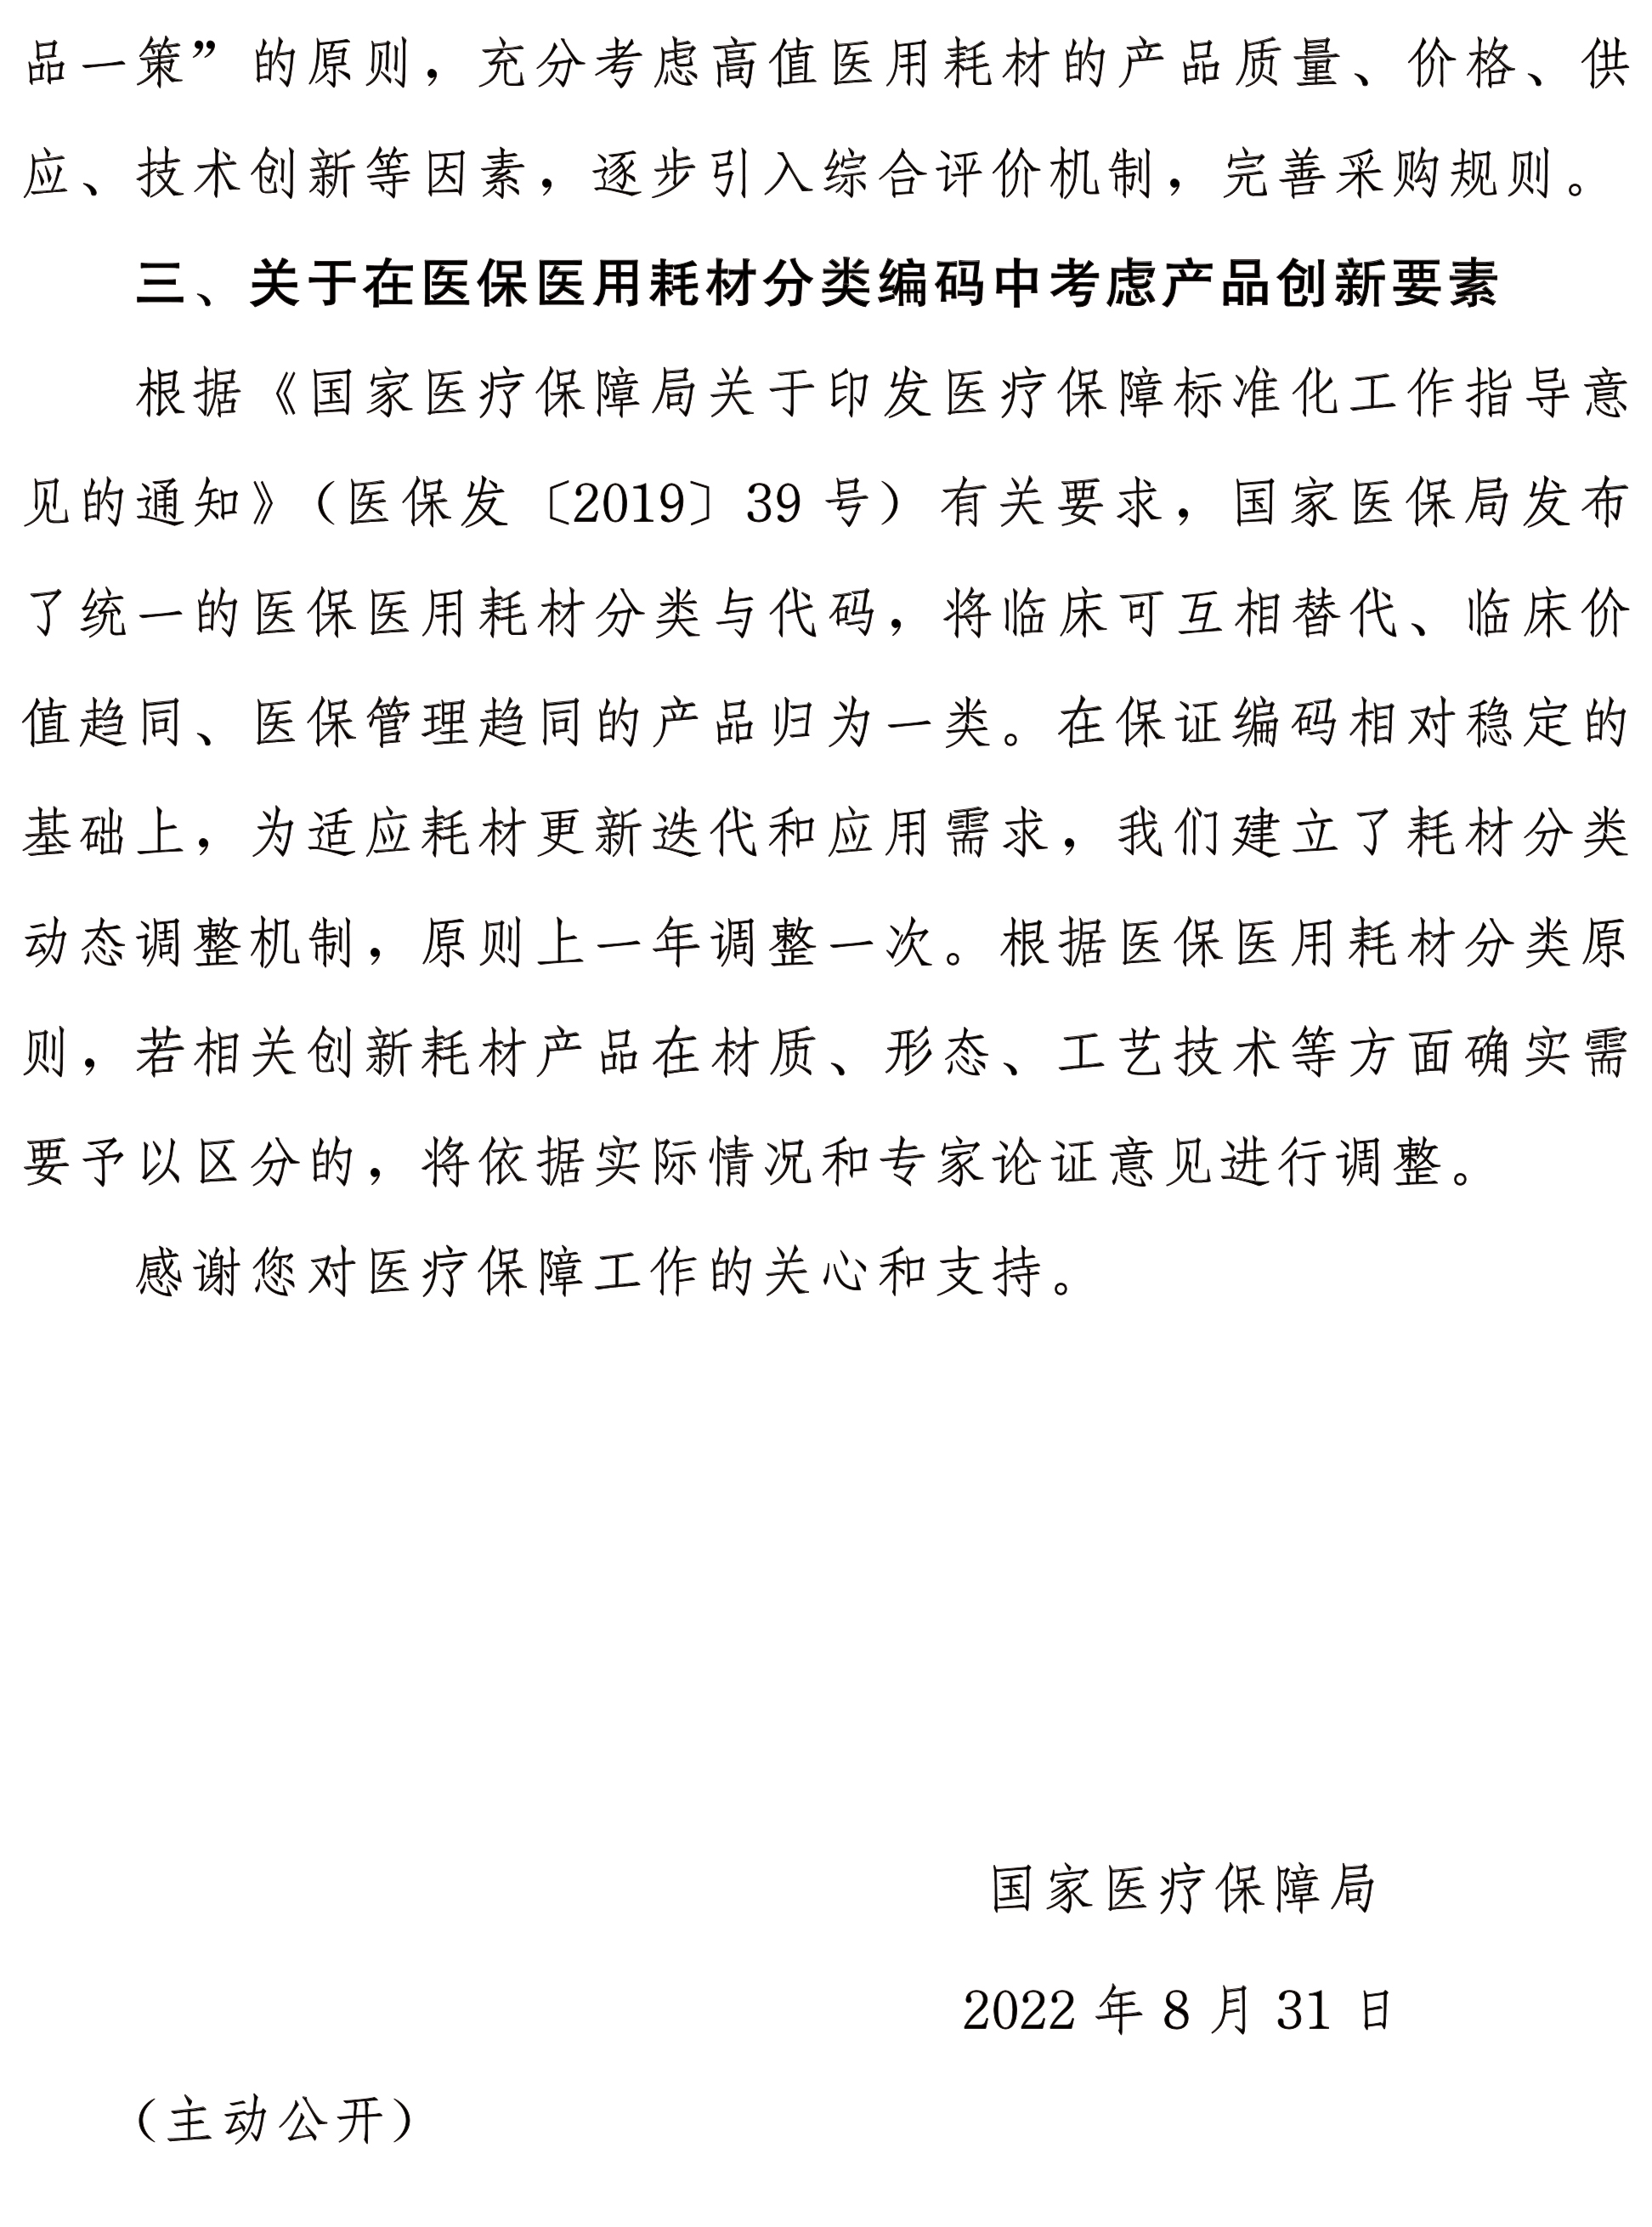 品一策”的原则，充分考虑高值医用耗材的产品质量、价格、供
应、技术创新等因素，逐步引入综合评价机制，完善采购规则。
三、关于在医保医用耗材分类编码中考虑产品创新要素
根据《国家医疗保障局关于印发医疗保障标准化工作指导意
见的通知》（医保发〔2019〕39 号）有关要求，国家医保局发布
了统一的医保医用耗材分类与代码，将临床可互相替代、临床价
值趋同、医保管理趋同的产品归为一类。在保证编码相对稳定的
基础上，为适应耗材更新迭代和应用需求，我们建立了耗材分类
动态调整机制，原则上一年调整一次。根据医保医用耗材分类原
则，若相关创新耗材产品在材质、形态、工艺技术等方面确实需
要予以区分的，将依据实际情况和专家论证意见进行调整。
感谢您对医疗保障工作的关心和支持。
国家医疗保障局
2022 年 8 月 31 日
（主动公开）